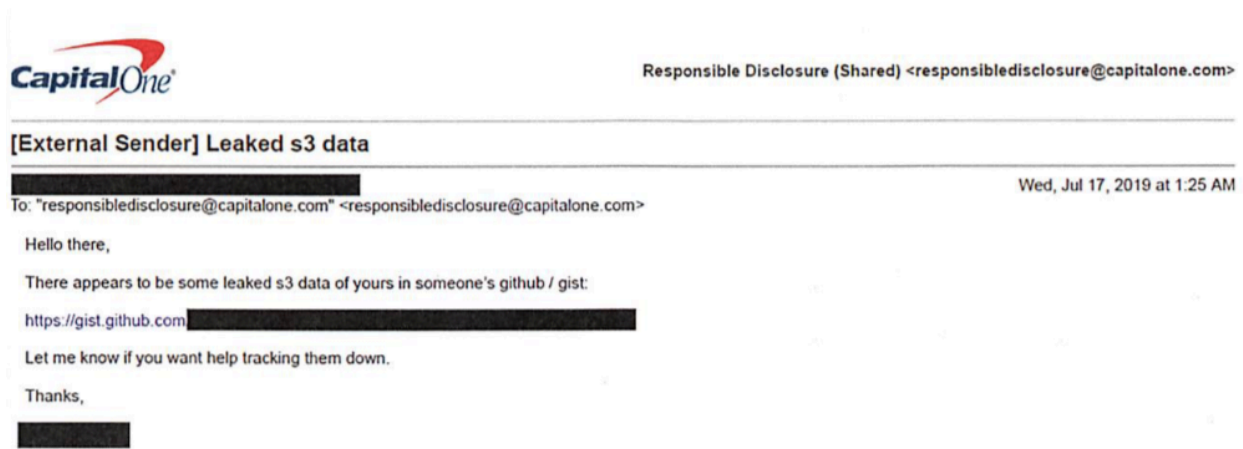 CapitalOne
Responsible Disclosure (Shared) <responsibledisclosure@capitalone.com>
[External Sender] Leaked s3 data
Wed, Jul 17, 2019 at 1:25 AM
To: "responsibledisclosure@capitalone.com" <responsibledisclosure@capitalone.com>
Hello there,
There appears to be some leaked s3 data of yours in someone's github / gist:
https://gist.github.com
Let me know if you want help tracking them down.
Thanks,